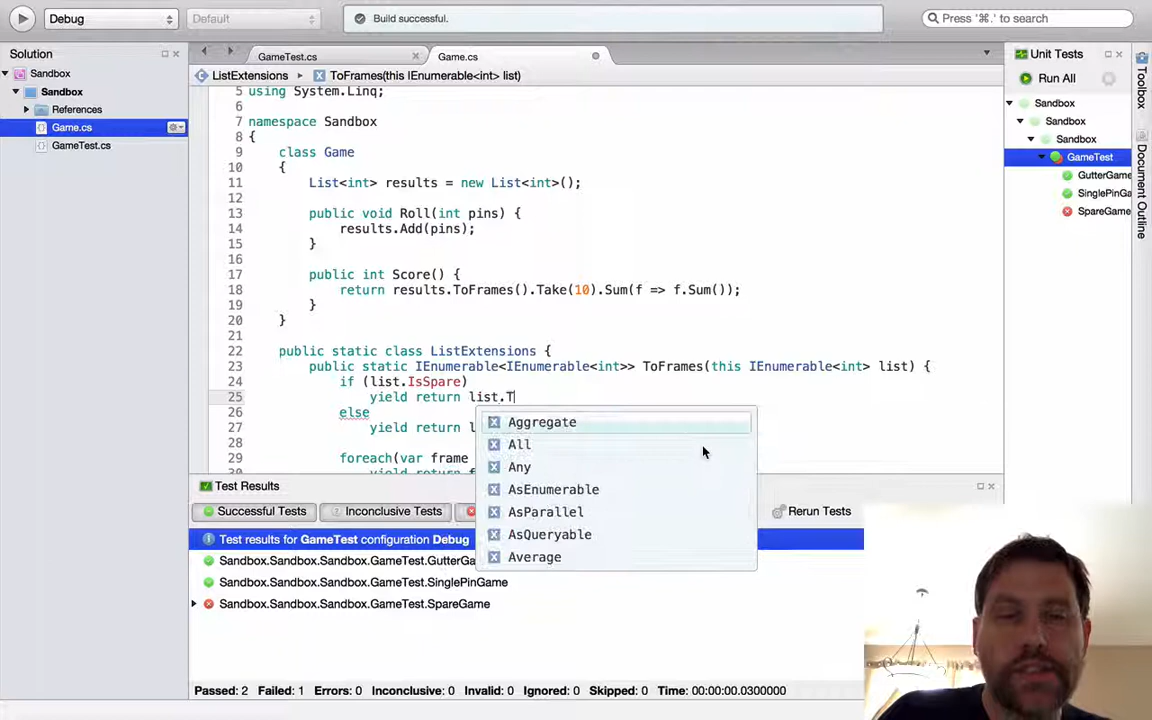 Debug
Default
Build successful.
Press '⌘.' to search
Solution
GameTest.cs
Game.cs
Unit Tests
Toolbox
Document Outline
Sandbox
Sandbox
References
Game.cs
GameTest.cs
ListExtensions
ToFrames(this IEnumerable<int> list)
Run All
Sandbox
Sandbox
Sandbox
GameTest
GutterGame
SinglePinGa
SpareGame
5 using System.Linq;
6
7 namespace Sandbox
8 {
9 class Game
10 {
11 List<int> results = new List<int>();
12
13 public void Roll(int pins) {
14 results.Add(pins);
15 }
16
17 public int Score() {
18 return results.ToFrames().Take(10).Sum(f => f.Sum());
19 }
20 }
21
22 public static class ListExtensions {
23 public static IEnumerable<IEnumerable<int>> ToFrames(this IEnumerable<int> list) {
24 if (list.IsSpare)
25 yield return list.T
26 else
27 yield return l
28
29 foreach(var frame
30 yield return f
Aggregate
All
Any
AsEnumerable
AsParallel
AsQueryable
Average
Test Results
Successful Tests
Inconclusive Tests
Rerun Tests
Test results for GameTest configuration Debug
Sandbox.Sandbox.Sandbox.GameTest.GutterGa
Sandbox.Sandbox.Sandbox.GameTest.SinglePinGame
Sandbox.Sandbox.Sandbox.GameTest.SpareGame
Passed: 2 Failed: 1 Errors: 0 Inconclusive: 0 Invalid: 0 Ignored: 0 Skipped: 0 Time: 00:00:00.0300000